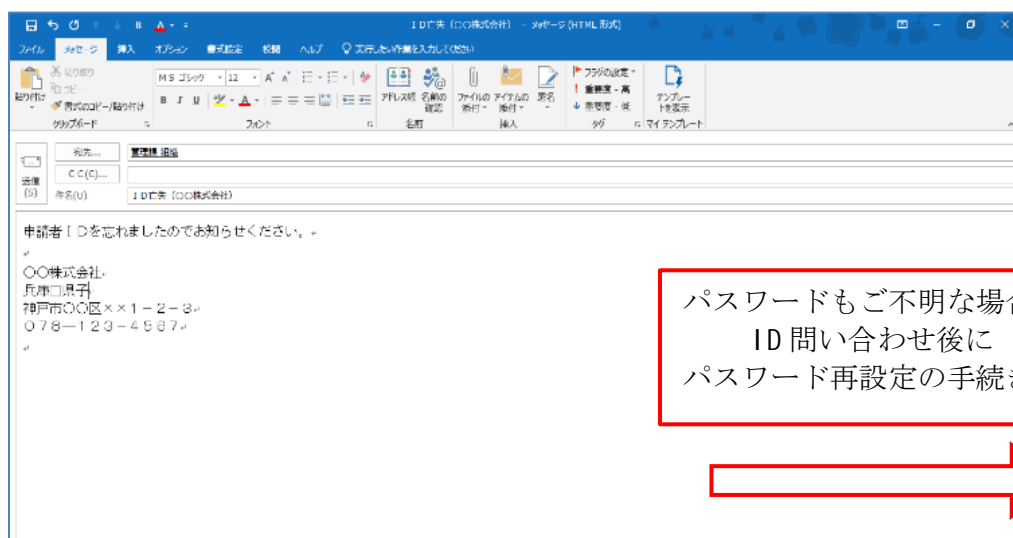 ID亡失（〇〇株式会社） - メッセージ (HTML 形式)
ファイル メッセージ 挿入 オプション 書式設定 校閲 ヘルプ 実行したい作業を入力してください
切り取り
コピー
書式のコピー/貼り付け
貼り付け
クリップボード
MS ゴシック 12
B I U
フォント
アドレス帳 名前の確認
名前
ファイルの添付 アイテムの添付 署名
挿入
フラグの設定
重要度 - 高
重要度 - 低
タグ
テンプレートを表示
マイ テンプレート
送信(S)
宛先... 管理課 組織
CC(C)...
件名(U) ID亡失（〇〇株式会社）
申請者IDを忘れましたのでお知らせください。
〇〇株式会社
兵庫口県子
神戸市〇〇区××1－2－3
078―123－4567
パスワードもご不明な場合
ID問い合わせ後に
パスワード再設定の手続き